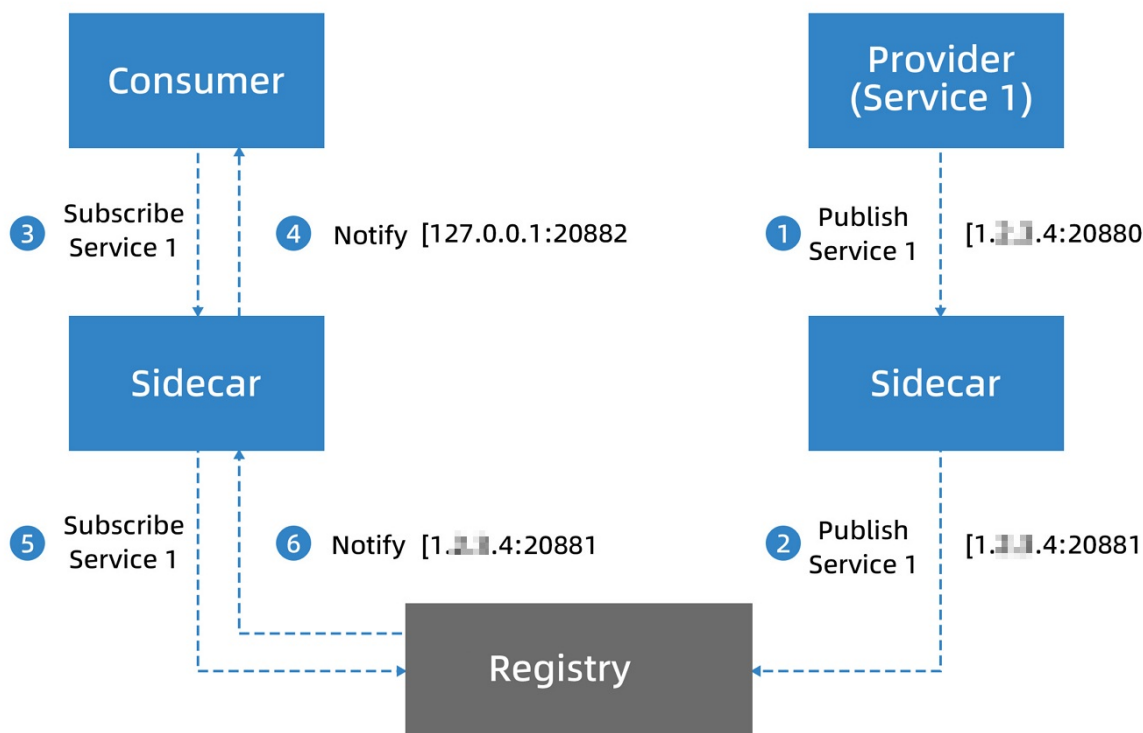 Consumer
Provider
(Service 1)
3 Subscribe
Service 1
4 Notify [127.0.0.1:20882
1 Publish
Service 1
[1. .4:20880
Sidecar
Sidecar
5 Subscribe
Service 1
6 Notify [1. .4:20881
2 Publish
Service 1
[1. .4:20881
Registry